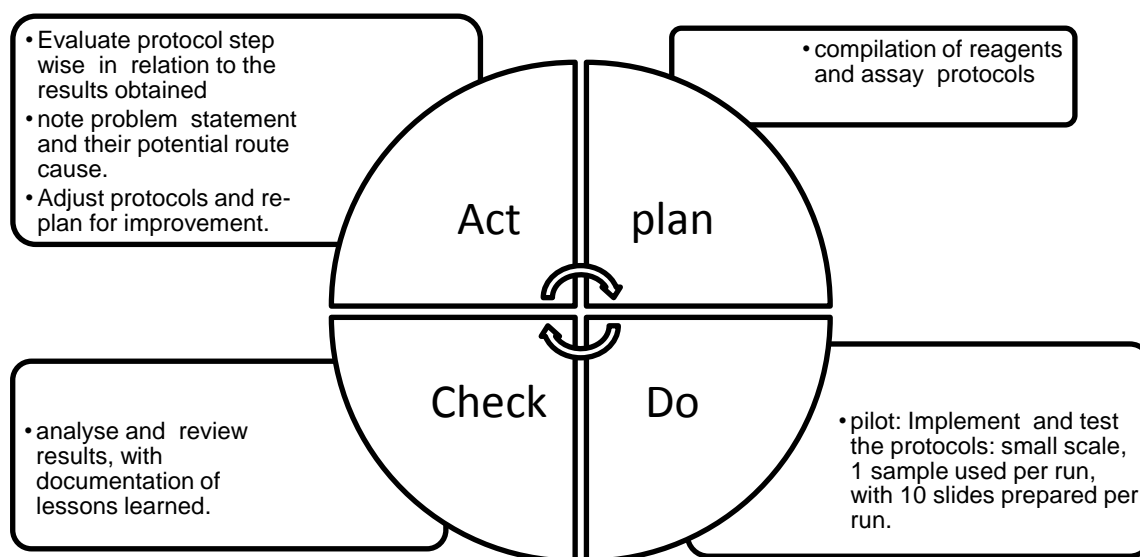 • Evaluate protocol step
wise in relation to the
results obtained
• note problem statement
and their potential route
cause.
• Adjust protocols and re-
plan for improvement.
• compilation of reagents
and assay protocols
Act
plan
Check
Do
• analyse and review
results, with
documentation of
lessons learned.
• pilot: Implement and test
the protocols: small scale,
1 sample used per run,
with 10 slides prepared per
run.